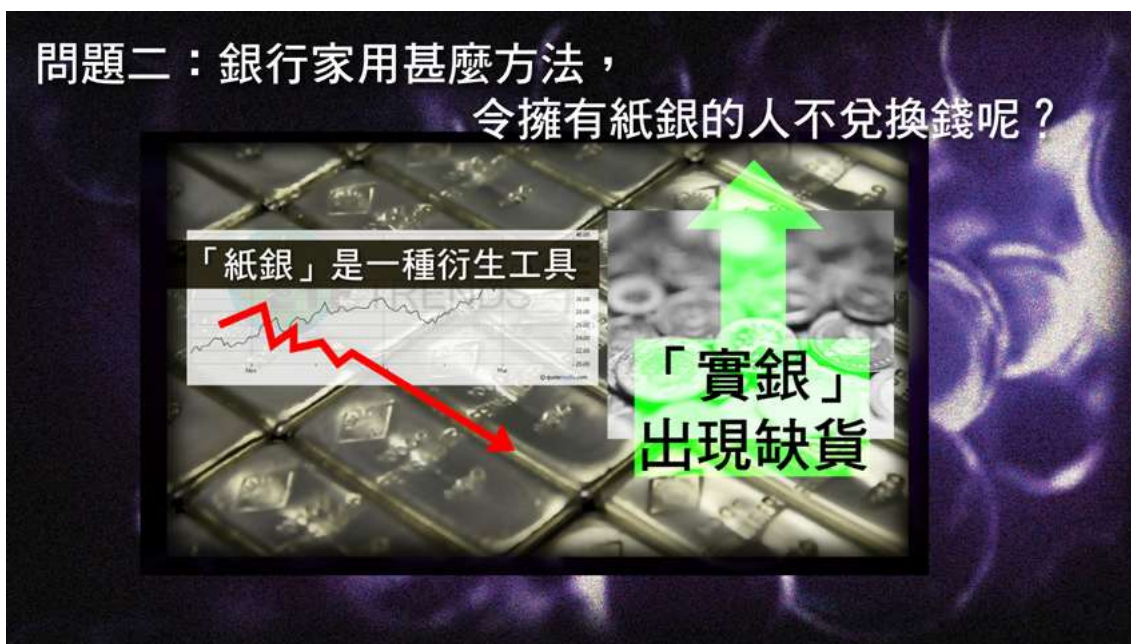 問題二：銀行家用甚麼方法，
令擁有紙銀的人不兌換錢呢？
「紙銀」是一種衍生工具
「實銀」
出現缺貨
Nov
Mar